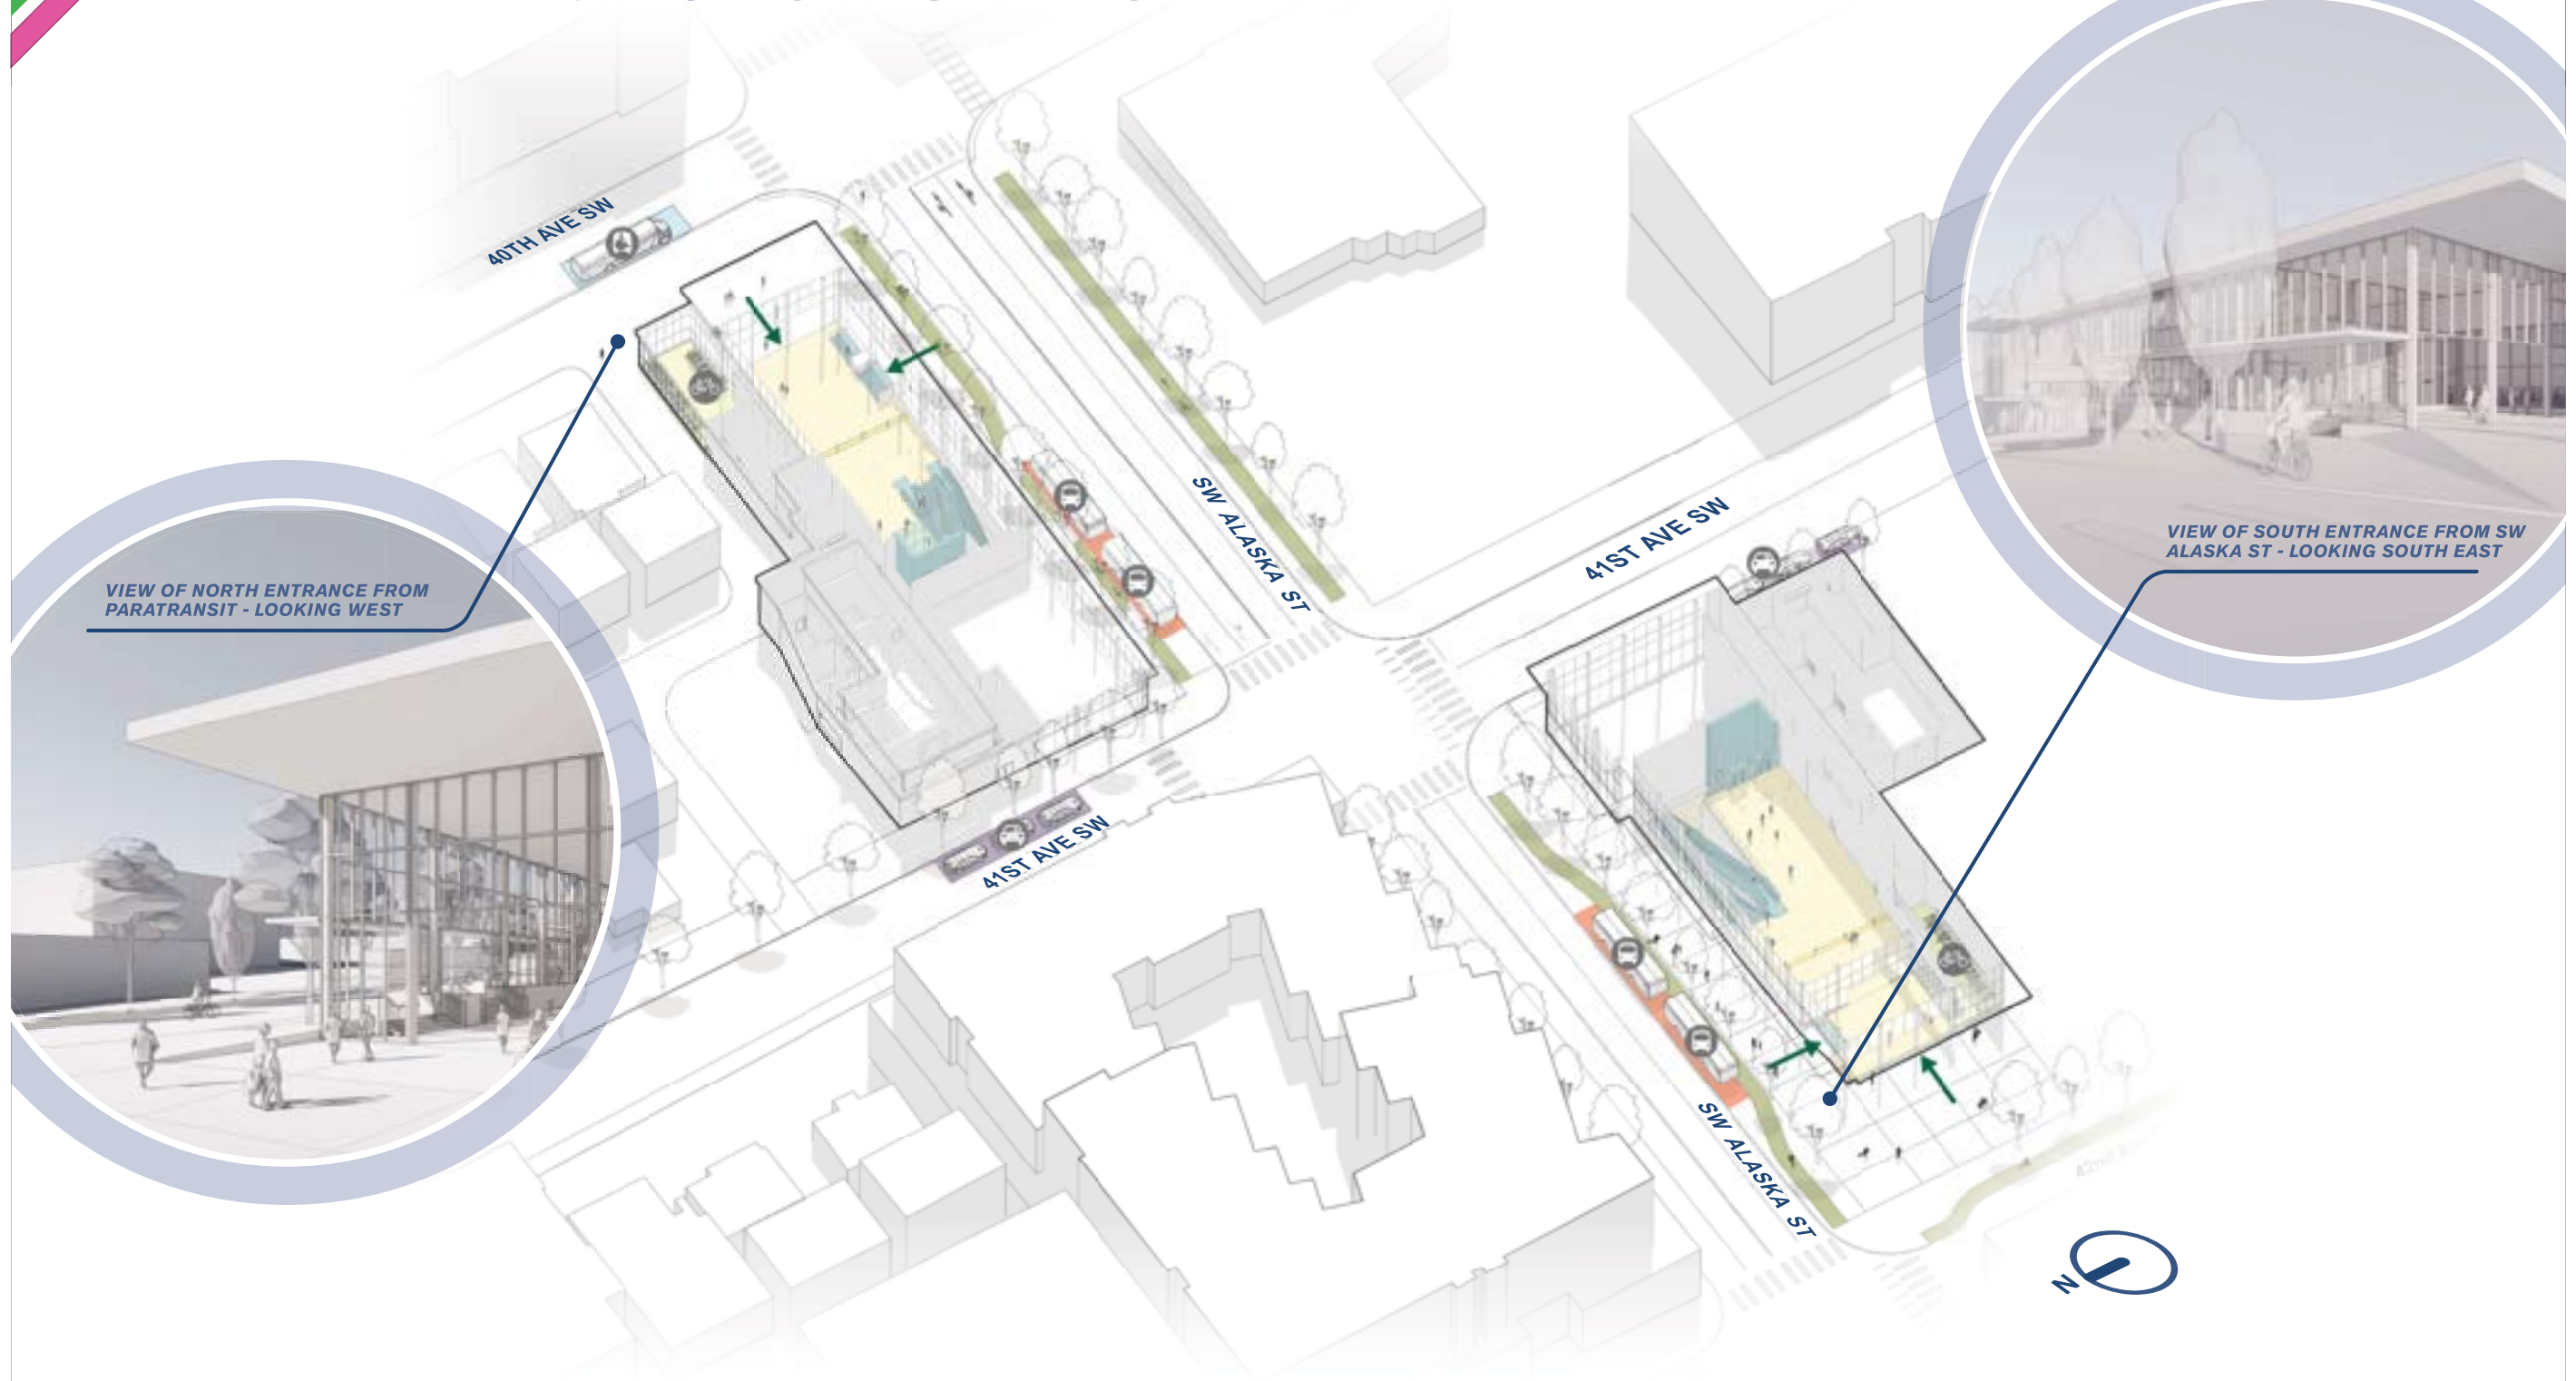 40TH AVE SW
SW ALASKA ST
41ST AVE SW
VIEW OF SOUTH ENTRANCE FROM SW
ALASKA ST - LOOKING SOUTH EAST
VIEW OF NORTH ENTRANCE FROM
PARATRANSIT - LOOKING WEST
41ST AVE SW
SW ALASKA ST
N